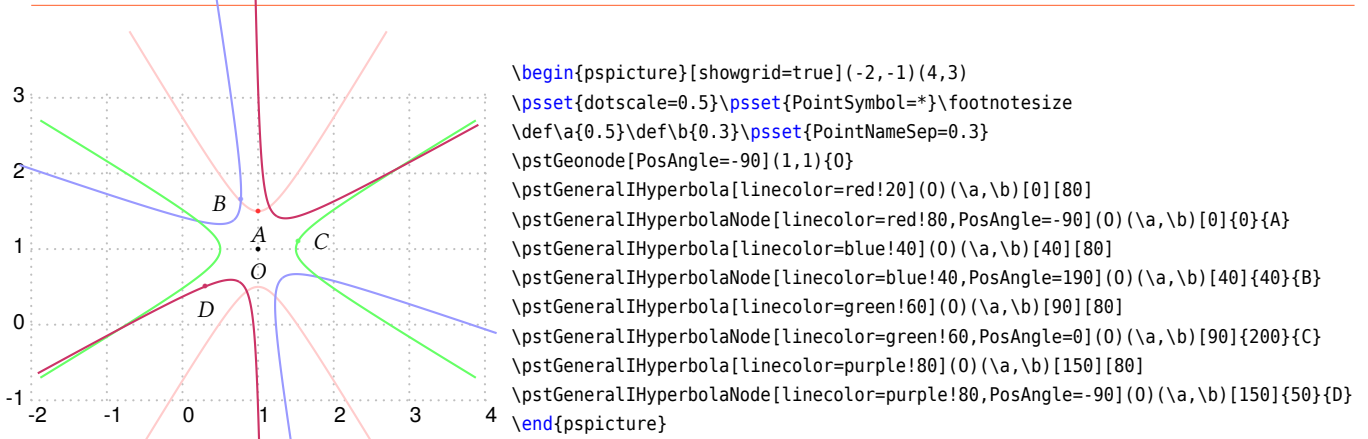 3
2
1
0
-1
-2 -1 0 1 2 3 4
B
A
C
O
D
\begin{pspicture}[showgrid=true](-2,-1)(4,3)
\psset{dotscale=0.5}\psset{PointSymbol=*}\footnotesize
\def\a{0.5}\def\b{0.3}\psset{PointNameSep=0.3}
\pstGeonode[PosAngle=-90](1,1){O}
\pstGeneralIHyperbola[linecolor=red!20](O)(\a,\b)[0][80]
\pstGeneralIHyperbolaNode[linecolor=red!80,PosAngle=-90](O)(\a,\b)[0]{0}{A}
\pstGeneralIHyperbola[linecolor=blue!40](O)(\a,\b)[40][80]
\pstGeneralIHyperbolaNode[linecolor=blue!40,PosAngle=190](O)(\a,\b)[40]{40}{B}
\pstGeneralIHyperbola[linecolor=green!60](O)(\a,\b)[90][80]
\pstGeneralIHyperbolaNode[linecolor=green!60,PosAngle=0](O)(\a,\b)[90]{200}{C}
\pstGeneralIHyperbola[linecolor=purple!80](O)(\a,\b)[150][80]
\pstGeneralIHyperbolaNode[linecolor=purple!80,PosAngle=-90](O)(\a,\b)[150]{50}{D}
\end{pspicture}